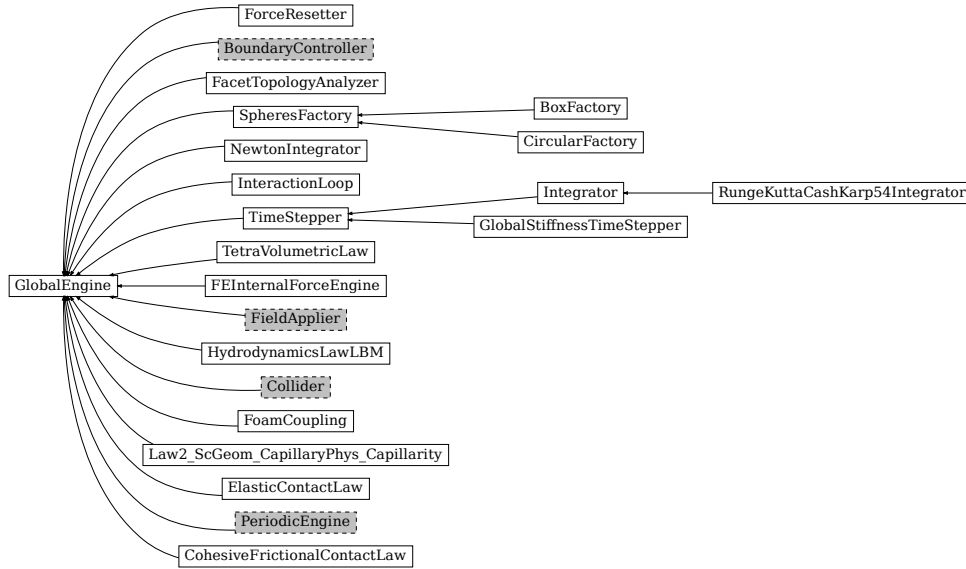 ForceResetter
BoundaryController
FacetTopologyAnalyzer
SpheresFactory
BoxFactory
CircularFactory
NewtonIntegrator
InteractionLoop
Integrator
RungeKuttaCashKarp54Integrator
TimeStepper
GlobalStiffnessTimeStepper
TetraVolumetricLaw
GlobalEngine
FEInternalForceEngine
FieldApplier
HydrodynamicsLawLBM
Collider
FoamCoupling
Law2_ScGeom_CapillaryPhys_Capillarity
ElasticContactLaw
PeriodicEngine
CohesiveFrictionalContactLaw